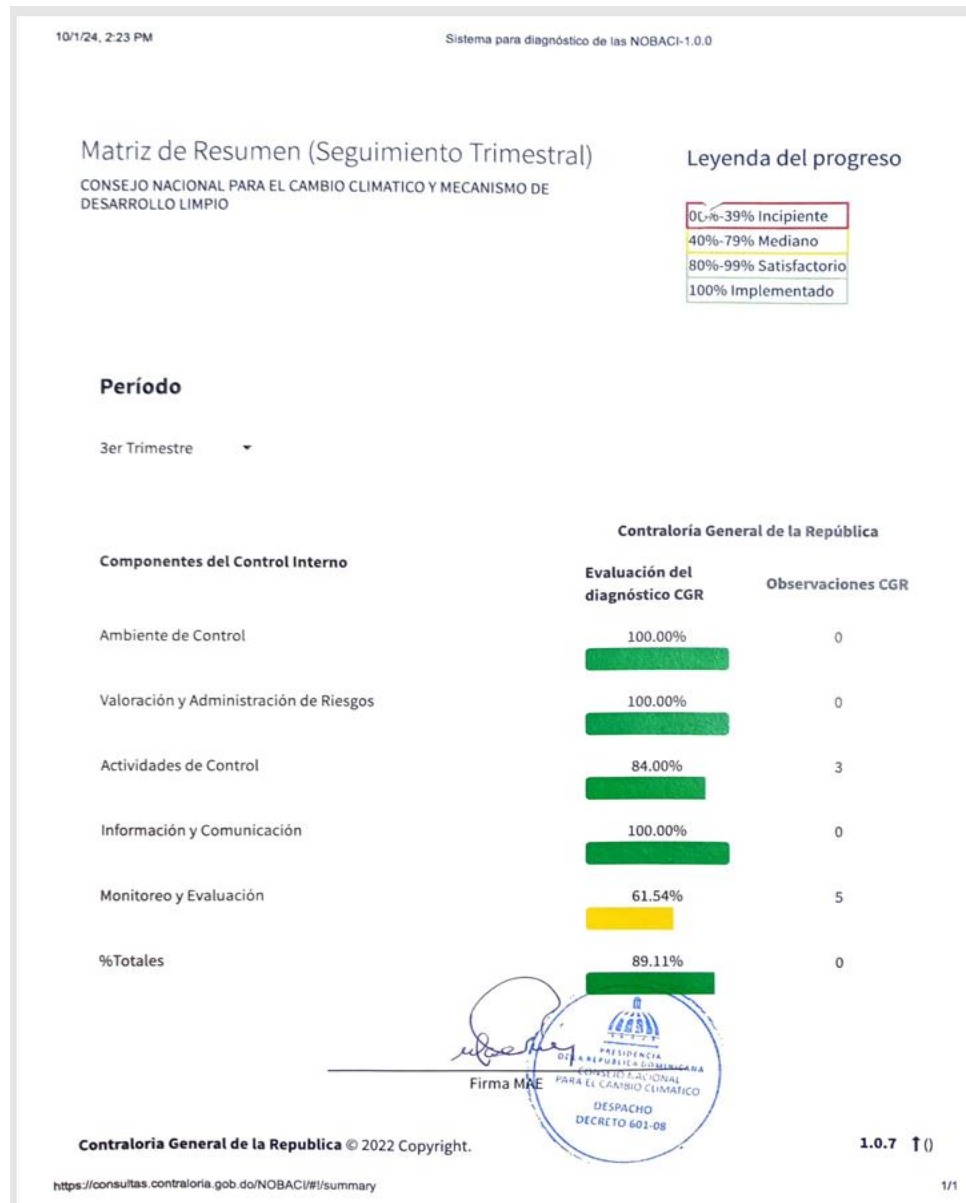 10/1/24, 2:23 PM
Sistema para diagnóstico de las NOBACI-1.0.0
Matriz de Resumen (Seguimiento Trimestral)
CONSEJO NACIONAL PARA EL CAMBIO CLIMATICO Y MECANISMO DE
DESARROLLO LIMPIO
Leyenda del progreso
00%-39% Incipiente
40%-79% Mediano
80%-99% Satisfactorio
100% Implementado
Período
3er Trimestre
Contraloría General de la República
Componentes del Control Interno
Evaluación del
diagnóstico CGR
Observaciones CGR
Ambiente de Control 100.00% 0
Valoración y Administración de Riesgos 100.00% 0
Actividades de Control 84.00% 3
Información y Comunicación 100.00% 0
Monitoreo y Evaluación 61.54% 5
%Totales 89.11% 0
Firma MAE
PRESIDENCIA
DE LA REPÚBLICA DOMINICANA
CONSEJO NACIONAL
PARA EL CAMBIO CLIMATICO
DESPACHO
DECRETO 601-08
Contraloria General de la Republica © 2022 Copyright.
1.0.7 ↑()
https://consultas.contraloria.gob.do/NOBACI/#!/summary
1/1